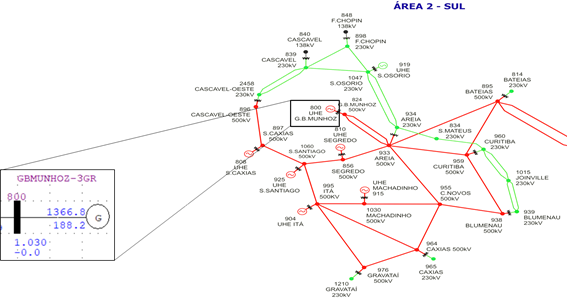 ÁREA 2 - SUL
848
F.CHOPIN
138kV
840
CASCAVEL
138kV
898
F.CHOPIN
230kV
839
CASCAVEL
230kV
919
UHE
S.OSORIO
1047
S.OSORIO
230kV
2458
CASCAVEL-OESTE
230kV
896
CASCAVEL-OESTE
500kV
800
UHE
G.B.MUNHOZ
824
G.B.MUNHOZ
500kV
934
AREIA
230kV
895
BATEIAS
500kV
814
BATEIAS
230kV
834
S.MATEUS
230kV
960
CURITIBA
230kV
897
S.CAXIAS
500kV
810
UHE
SEGREDO
808
UHE
S.CAXIAS
1060
S.SANTIAGO
500kV
856
SEGREDO
500kV
933
AREIA
500kV
959
CURITIBA
500kV
1015
JOINVILLE
230kV
925
UHE
S.SANTIAGO
995
ITÁ
500KV
UHE
MACHADINHO
915
955
C.NOVOS
500kV
939
BLUMENAU
230kV
938
BLUMENAU
500kV
904
UHE ITÁ
1030
MACHADINHO
500kV
964
CAXIAS 500kV
965
CAXIAS
230kV
976
GRAVATAÍ
500kV
1210
GRAVATAÍ
230kV
GBMUNHOZ-3GR
800
1366.8
G
188.2
1.030
-0.0